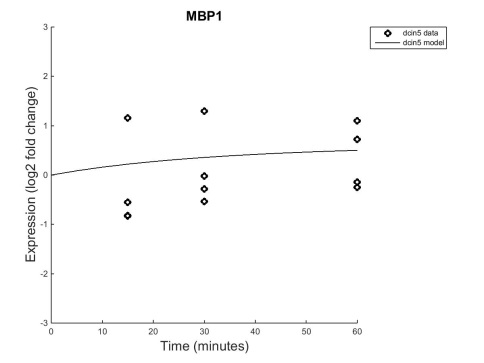 MBP1
dcin5 data
dcin5 model
3
2
1
0
-1
-2
-3
Expression (log2 fold change)
0 10 20 30 40 50 60
Time (minutes)